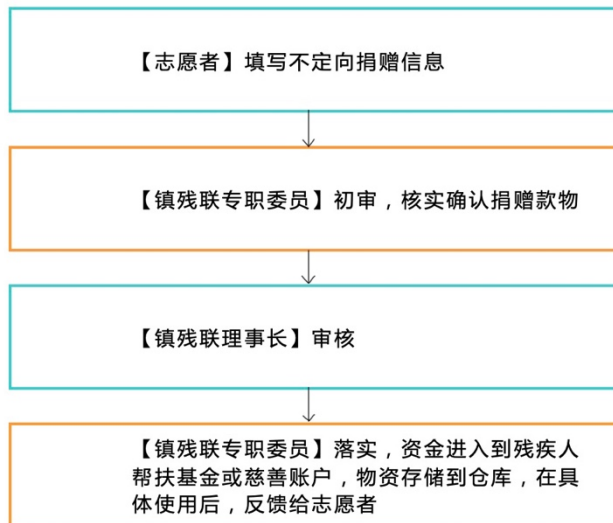 【志愿者】填写不定向捐赠信息
【镇残联专职委员】初审，核实确认捐赠款物
【镇残联理事长】审核
【镇残联专职委员】落实，资金进入到残疾人
帮扶基金或慈善账户，物资存储到仓库，在具
体使用后，反馈给志愿者